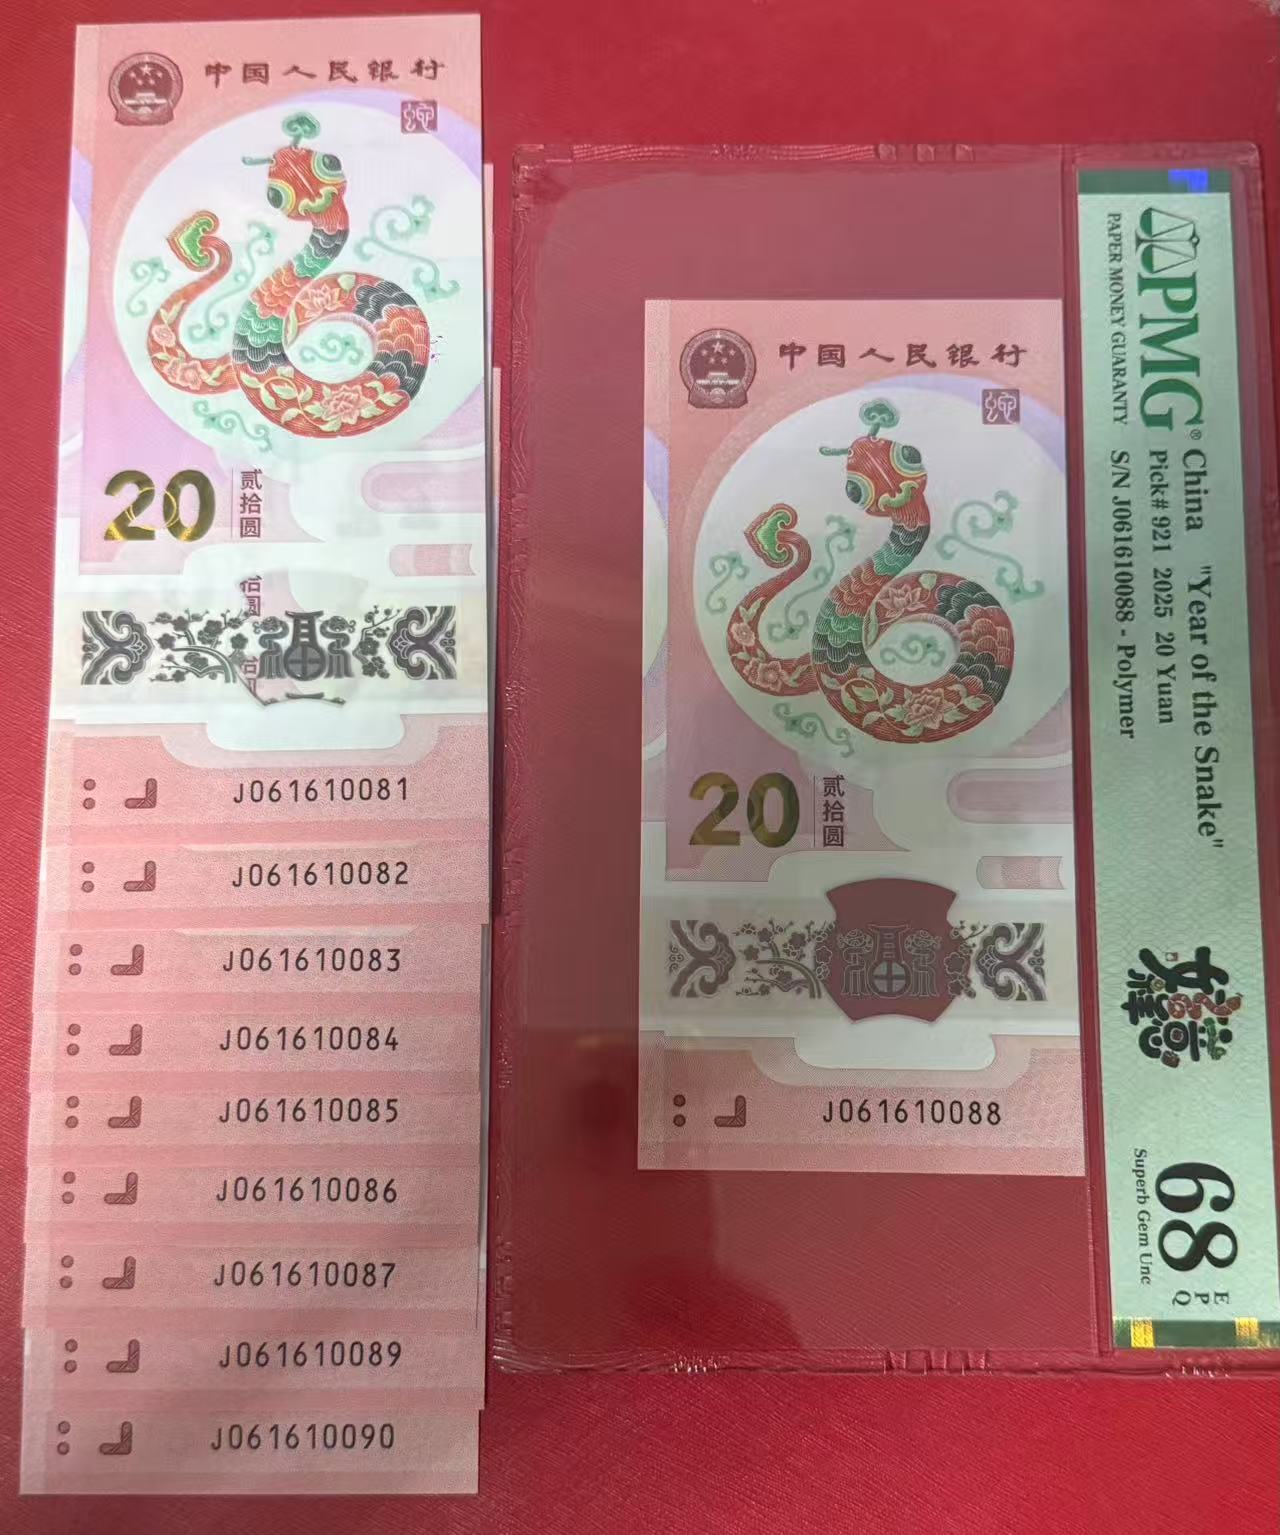 中国人民银行
蛇
20
贰拾圆
J061610081
J061610082
J061610083
J061610084
J061610085
J061610086
J061610087
J061610089
J061610090
中国人民银行
蛇
20
贰拾圆
J061610088
PMG®
PAPER MONEY GUARANTY
China "Year of the Snake"
Pick# 921 2025 20 Yuan
S/N J061610088 - Polymer
68 EPQ
Superb Gem Unc